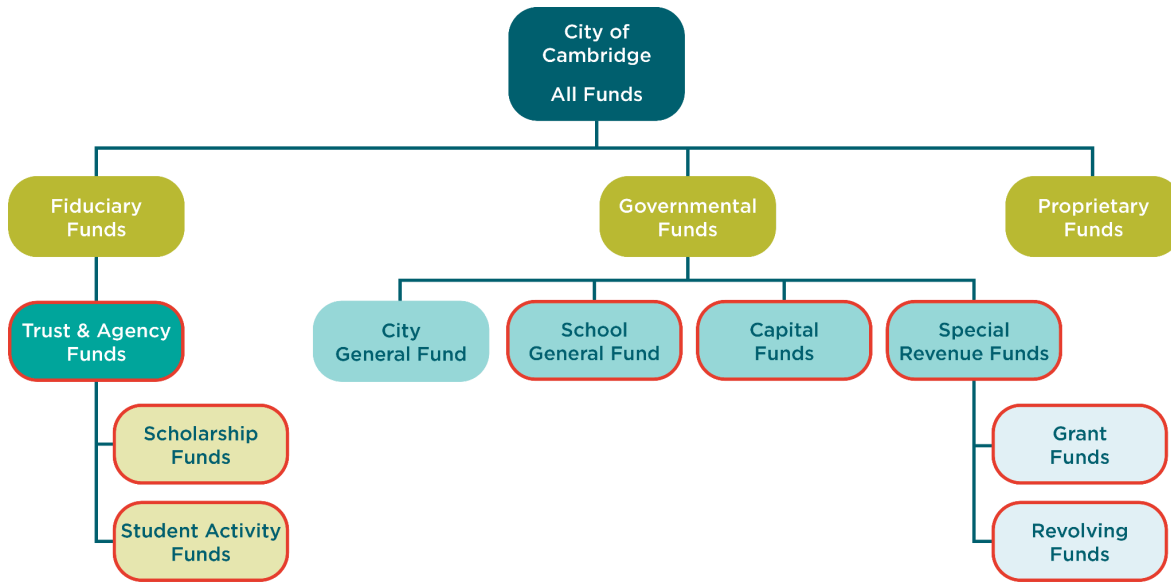 City of
Cambridge
All Funds
Fiduciary
Funds
Governmental
Funds
Proprietary
Funds
Trust & Agency
Funds
City
General Fund
School
General Fund
Capital
Funds
Special
Revenue Funds
Scholarship
Funds
Grant
Funds
Student Activity
Funds
Revolving
Funds